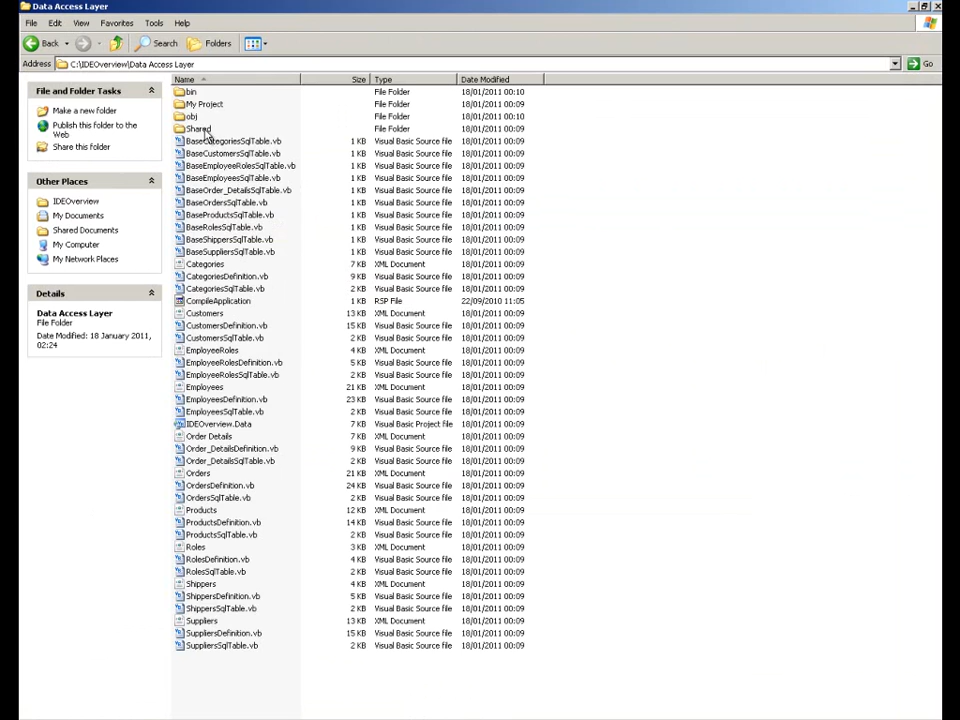 Data Access Layer
File Edit View Favorites Tools Help
Back Search Folders
Address C:\IDEOverview\Data Access Layer Go
File and Folder Tasks
Make a new folder
Publish this folder to the
Web
Share this folder
Other Places
IDEOverview
My Documents
Shared Documents
My Computer
My Network Places
Details
Data Access Layer
File Folder
Date Modified: 18 January 2011,
02:24
Name Size Type Date Modified
bin File Folder 18/01/2011 00:10
My Project File Folder 18/01/2011 00:09
obj File Folder 18/01/2011 00:10
Shared File Folder 18/01/2011 00:09
BaseCategoriesSqlTable.vb 1 KB Visual Basic Source file 18/01/2011 00:09
BaseCustomersSqlTable.vb 1 KB Visual Basic Source file 18/01/2011 00:09
BaseEmployeeRolesSqlTable.vb 1 KB Visual Basic Source file 18/01/2011 00:09
BaseEmployeesSqlTable.vb 1 KB Visual Basic Source file 18/01/2011 00:09
BaseOrder_DetailsSqlTable.vb 1 KB Visual Basic Source file 18/01/2011 00:09
BaseOrdersSqlTable.vb 1 KB Visual Basic Source file 18/01/2011 00:09
BaseProductsSqlTable.vb 1 KB Visual Basic Source file 18/01/2011 00:09
BaseRolesSqlTable.vb 1 KB Visual Basic Source file 18/01/2011 00:09
BaseShippersSqlTable.vb 1 KB Visual Basic Source file 18/01/2011 00:09
BaseSuppliersSqlTable.vb 1 KB Visual Basic Source file 18/01/2011 00:09
Categories 7 KB XML Document 18/01/2011 00:09
CategoriesDefinition.vb 9 KB Visual Basic Source file 18/01/2011 00:09
CategoriesSqlTable.vb 2 KB Visual Basic Source file 18/01/2011 00:09
CompileApplication 1 KB RSP File 22/09/2010 11:05
Customers 13 KB XML Document 18/01/2011 00:09
CustomersDefinition.vb 15 KB Visual Basic Source file 18/01/2011 00:09
CustomersSqlTable.vb 2 KB Visual Basic Source file 18/01/2011 00:09
EmployeeRoles 4 KB XML Document 18/01/2011 00:09
EmployeeRolesDefinition.vb 5 KB Visual Basic Source file 18/01/2011 00:09
EmployeeRolesSqlTable.vb 2 KB Visual Basic Source file 18/01/2011 00:09
Employees 21 KB XML Document 18/01/2011 00:09
EmployeesDefinition.vb 23 KB Visual Basic Source file 18/01/2011 00:09
EmployeesSqlTable.vb 2 KB Visual Basic Source file 18/01/2011 00:09
IDEOverview.Data 7 KB Visual Basic Project file 18/01/2011 00:09
Order Details 7 KB XML Document 18/01/2011 00:09
Order_DetailsDefinition.vb 9 KB Visual Basic Source file 18/01/2011 00:09
Order_DetailsSqlTable.vb 2 KB Visual Basic Source file 18/01/2011 00:09
Orders 21 KB XML Document 18/01/2011 00:09
OrdersDefinition.vb 24 KB Visual Basic Source file 18/01/2011 00:09
OrdersSqlTable.vb 2 KB Visual Basic Source file 18/01/2011 00:09
Products 12 KB XML Document 18/01/2011 00:09
ProductsDefinition.vb 14 KB Visual Basic Source file 18/01/2011 00:09
ProductsSqlTable.vb 2 KB Visual Basic Source file 18/01/2011 00:09
Roles 3 KB XML Document 18/01/2011 00:09
RolesDefinition.vb 4 KB Visual Basic Source file 18/01/2011 00:09
RolesSqlTable.vb 2 KB Visual Basic Source file 18/01/2011 00:09
Shippers 4 KB XML Document 18/01/2011 00:09
ShippersDefinition.vb 5 KB Visual Basic Source file 18/01/2011 00:09
ShippersSqlTable.vb 2 KB Visual Basic Source file 18/01/2011 00:09
Suppliers 13 KB XML Document 18/01/2011 00:09
SuppliersDefinition.vb 15 KB Visual Basic Source file 18/01/2011 00:09
SuppliersSqlTable.vb 2 KB Visual Basic Source file 18/01/2011 00:09